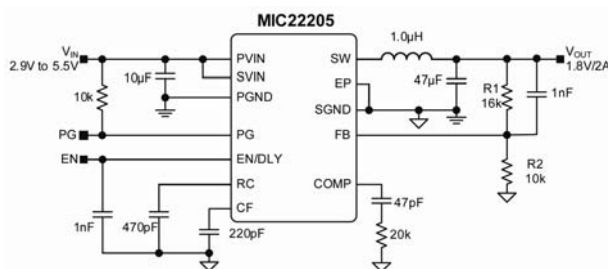 MIC22205
VIN
2.9V to 5.5V
10k
10µF
PG
EN
1nF
470pF
220pF
PVIN
SVIN
PGND
PG
EN/DLY
RC
CF
SW
EP
SGND
FB
COMP
1.0µH
47µF
R1
16k
1nF
VOUT
1.8V/2A
R2
10k
47pF
20k